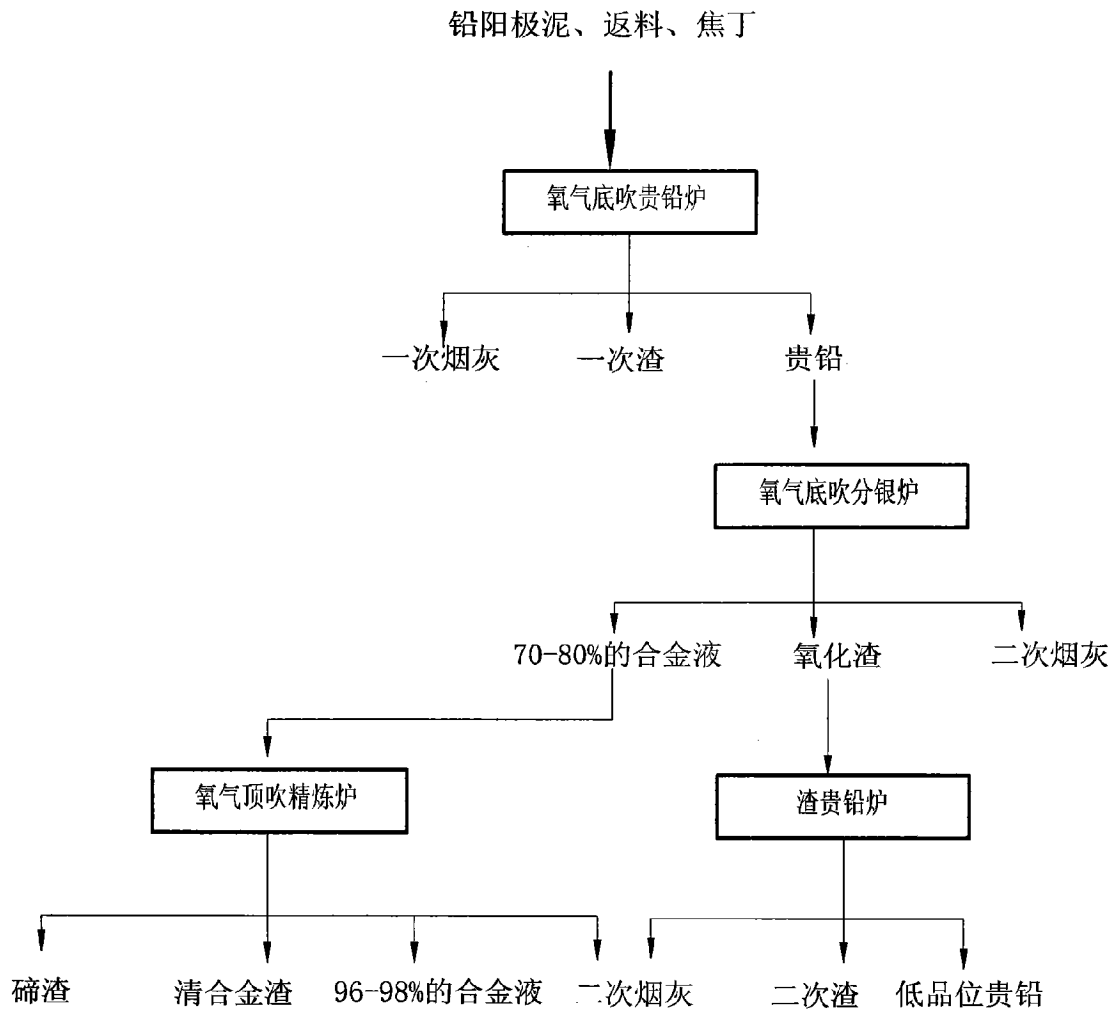 铅阳极泥、返料、焦丁
氧气底吹贵铅炉
一次烟灰
一次渣
贵铅
氧气底吹分银炉
70-80%的合金液
氧化渣
二次烟灰
氧气顶吹精炼炉
渣贵铅炉
碲渣
清合金渣
96-98%的合金液
二次烟灰
二次渣
低品位贵铅